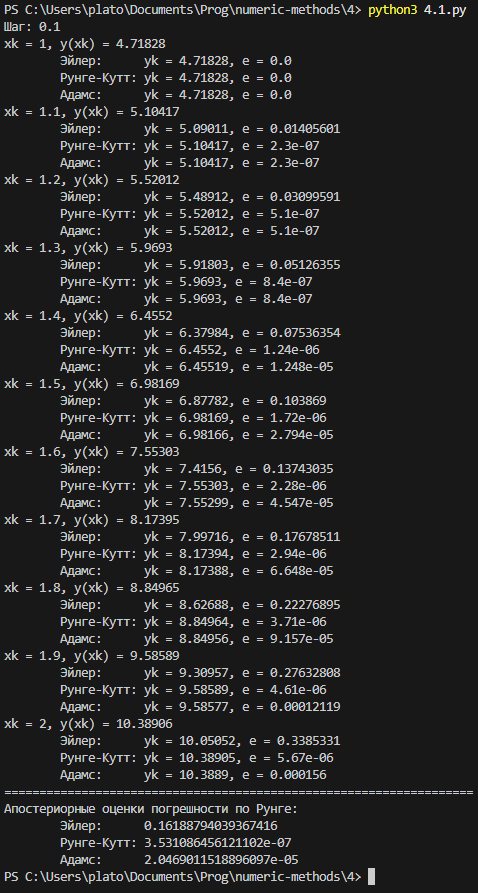 PS C:\Users\plato\Documents\Prog\numeric-methods\4> python3 4.1.py
Шаг: 0.1
xk = 1, y(xk) = 4.71828
Эйлер: yk = 4.71828, e = 0.0
Рунге-Кутт: yk = 4.71828, e = 0.0
Адамс: yk = 4.71828, e = 0.0
xk = 1.1, y(xk) = 5.10417
Эйлер: yk = 5.09011, e = 0.01405601
Рунге-Кутт: yk = 5.10417, e = 2.3e-07
Адамс: yk = 5.10417, e = 2.3e-07
xk = 1.2, y(xk) = 5.52012
Эйлер: yk = 5.48912, e = 0.03099591
Рунге-Кутт: yk = 5.52012, e = 5.1e-07
Адамс: yk = 5.52012, e = 5.1e-07
xk = 1.3, y(xk) = 5.9693
Эйлер: yk = 5.91803, e = 0.05126355
Рунге-Кутт: yk = 5.9693, e = 8.4e-07
Адамс: yk = 5.9693, e = 8.4e-07
xk = 1.4, y(xk) = 6.4552
Эйлер: yk = 6.37984, e = 0.07536354
Рунге-Кутт: yk = 6.4552, e = 1.24e-06
Адамс: yk = 6.45519, e = 1.248e-05
xk = 1.5, y(xk) = 6.98169
Эйлер: yk = 6.87782, e = 0.103869
Рунге-Кутт: yk = 6.98169, e = 1.72e-06
Адамс: yk = 6.98166, e = 2.794e-05
xk = 1.6, y(xk) = 7.55303
Эйлер: yk = 7.4156, e = 0.13743035
Рунге-Кутт: yk = 7.55303, e = 2.28e-06
Адамс: yk = 7.55299, e = 4.547e-05
xk = 1.7, y(xk) = 8.17395
Эйлер: yk = 7.99716, e = 0.17678511
Рунге-Кутт: yk = 8.17394, e = 2.94e-06
Адамс: yk = 8.17388, e = 6.648e-05
xk = 1.8, y(xk) = 8.84965
Эйлер: yk = 8.62688, e = 0.22276895
Рунге-Кутт: yk = 8.84964, e = 3.71e-06
Адамс: yk = 8.84956, e = 9.157e-05
xk = 1.9, y(xk) = 9.58589
Эйлер: yk = 9.30957, e = 0.27632808
Рунге-Кутт: yk = 9.58589, e = 4.61e-06
Адамс: yk = 9.58577, e = 0.00012119
xk = 2, y(xk) = 10.38906
Эйлер: yk = 10.05052, e = 0.3385331
Рунге-Кутт: yk = 10.38905, e = 5.67e-06
Адамс: yk = 10.3889, e = 0.000156
===================================================================
Апостериорные оценки погрешности по Рунге:
Эйлер: 0.16188794039367416
Рунге-Кутт: 3.531086456121102e-07
Адамс: 2.0469011518896097e-05
PS C:\Users\plato\Documents\Prog\numeric-methods\4>